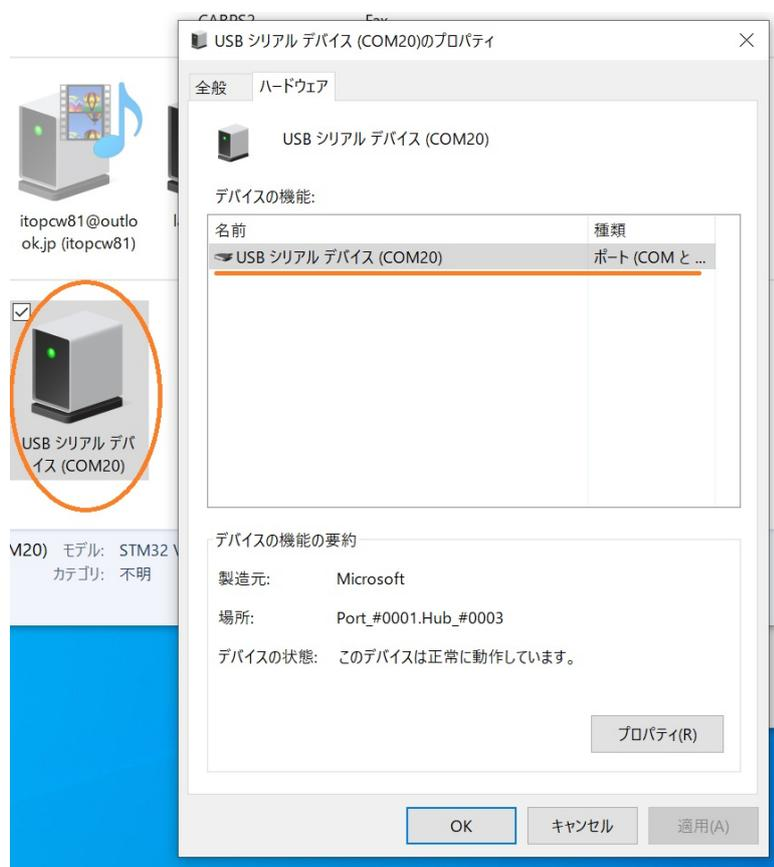 CABPS2 Fax
USB シリアル デバイス (COM20)のプロパティ
全般 ハードウェア
USB シリアル デバイス (COM20)
デバイスの機能:
名前 種類
USB シリアル デバイス (COM20) ポート (COM と ...
itopcw81@outlo
ok.jp (itopcw81)
USB シリアル デバ
イス (COM20)
M20) モデル: STM32 V
カテゴリ: 不明
デバイスの機能の要約
製造元: Microsoft
場所: Port_#0001.Hub_#0003
デバイスの状態: このデバイスは正常に動作しています。
プロパティ(R)
OK キャンセル 適用(A)